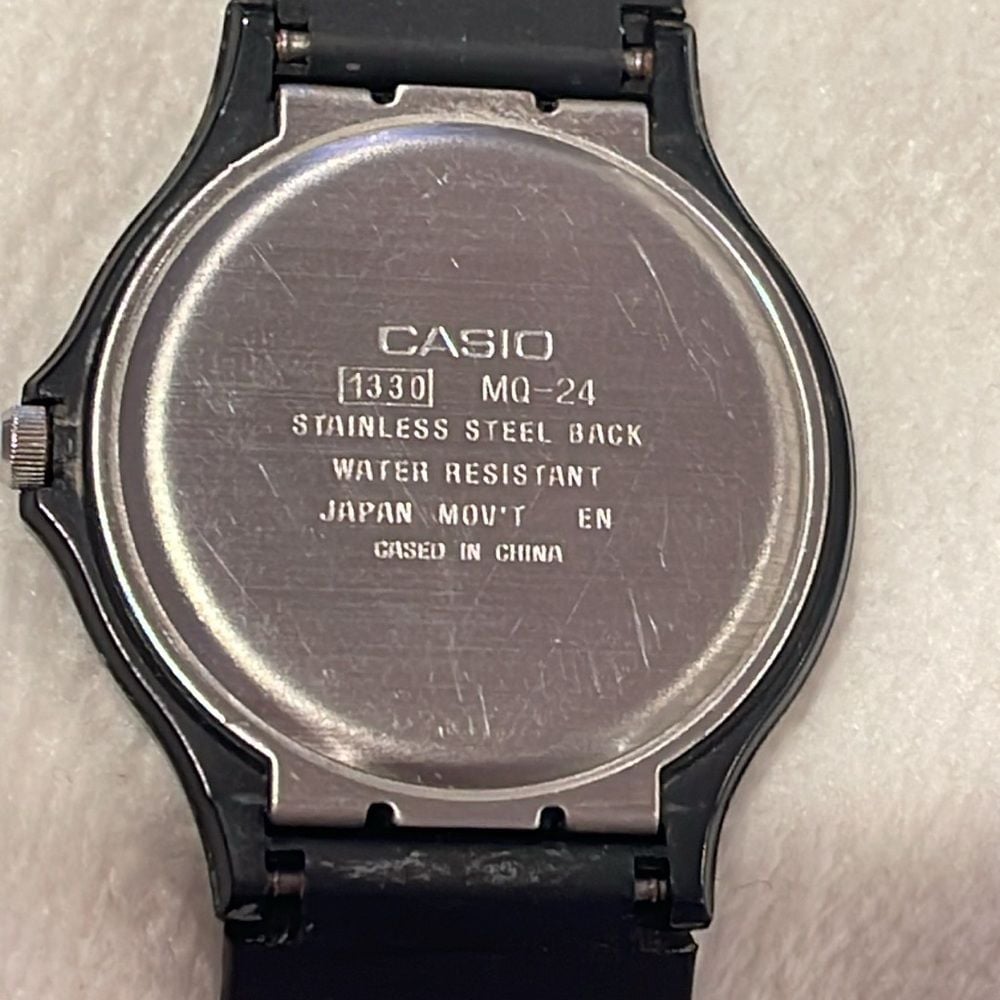 CASIO
1330 MQ-24
STAINLESS STEEL BACK
WATER RESISTANT
JAPAN MOV'T EN
CASED IN CHINA